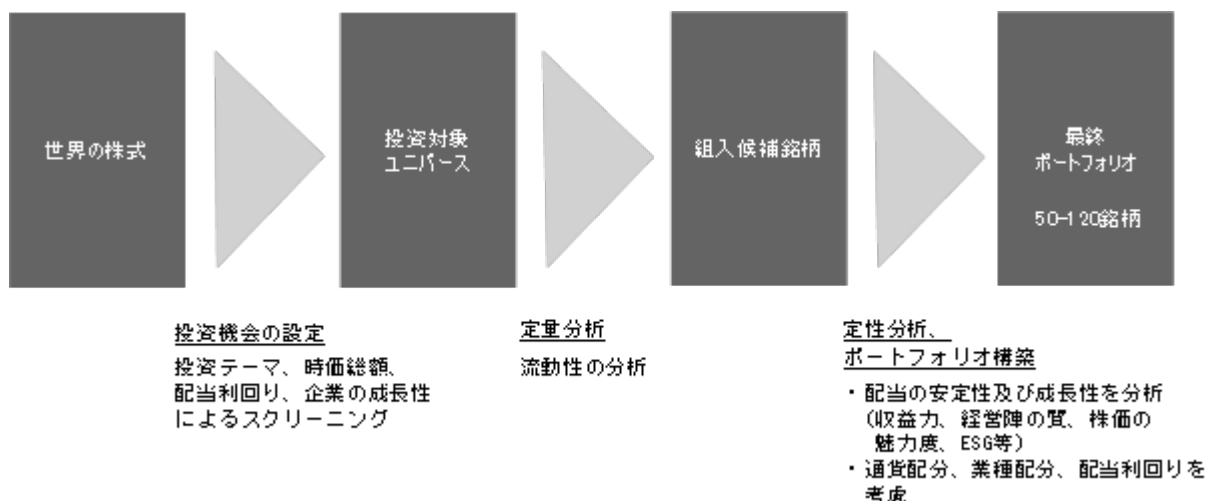 世界の株式
投資対象
ユニバース
組入候補銘柄
最終
ポートフォリオ
50-120銘柄
投資機会の設定
投資テーマ、時価総額、
配当利回り、企業の成長性
によるスクリーニング
定量分析
流動性の分析
定性分析、
ポートフォリオ構築
・配当の安定性及び成長性を分析
(収益力、経営陣の質、株価の
魅力度、ESG等)
・通貨配分、業種配分、配当利回りを
考慮